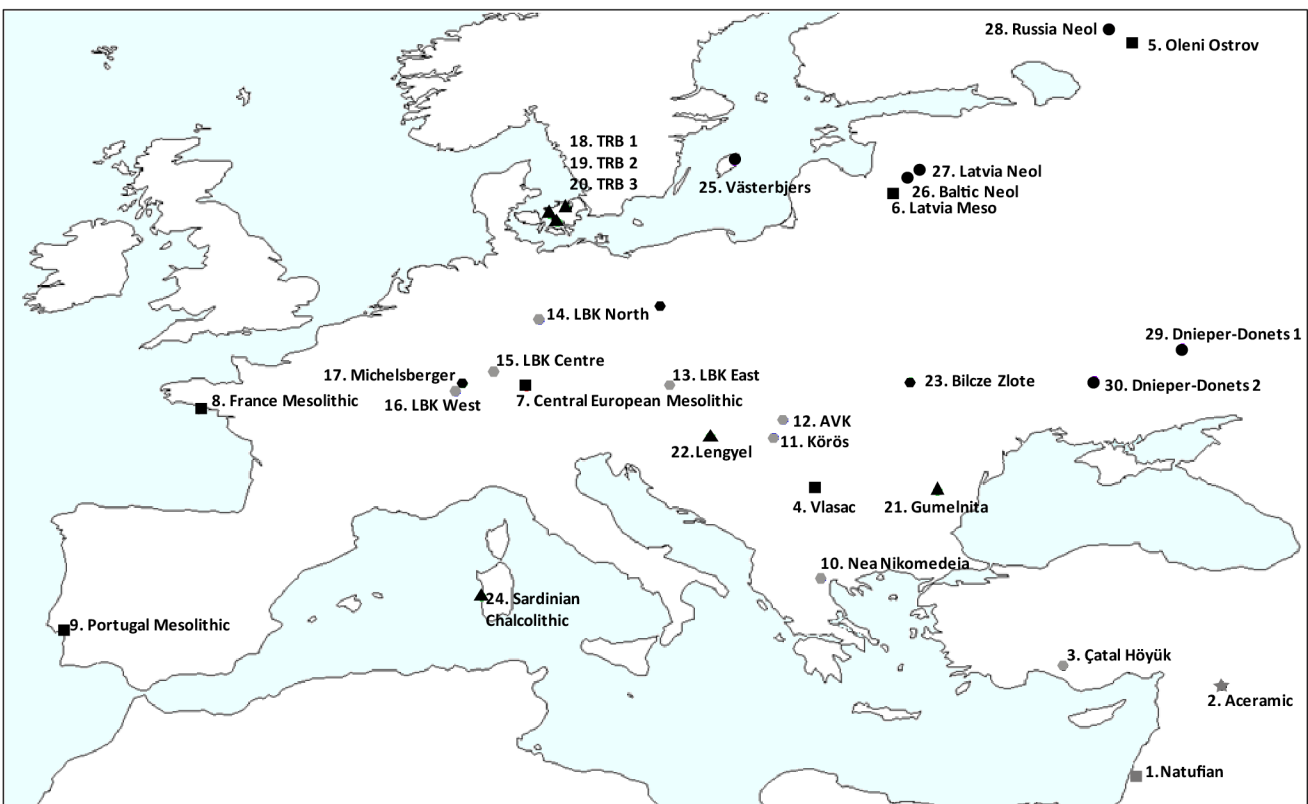 28. Russia Neol
5. Oleni Ostrov
18. TRB 1
19. TRB 2
20. TRB 3
25. Västerbjers
27. Latvia Neol
26. Baltic Neol
6. Latvia Meso
14. LBK North
29. Dnieper-Donets 1
15. LBK Centre
17. Michelsberger
13. LBK East
23. Bilcze Zlote
30. Dnieper-Donets 2
8. France Mesolithic
16. LBK West
7. Central European Mesolithic
12. AVK
11. Körös
22.Lengyel
4. Vlasac
21. Gumelnita
10. Nea Nikomedeia
24. Sardinian
Chalcolithic
9. Portugal Mesolithic
3. Çatal Höyük
2. Aceramic
1.Natufian